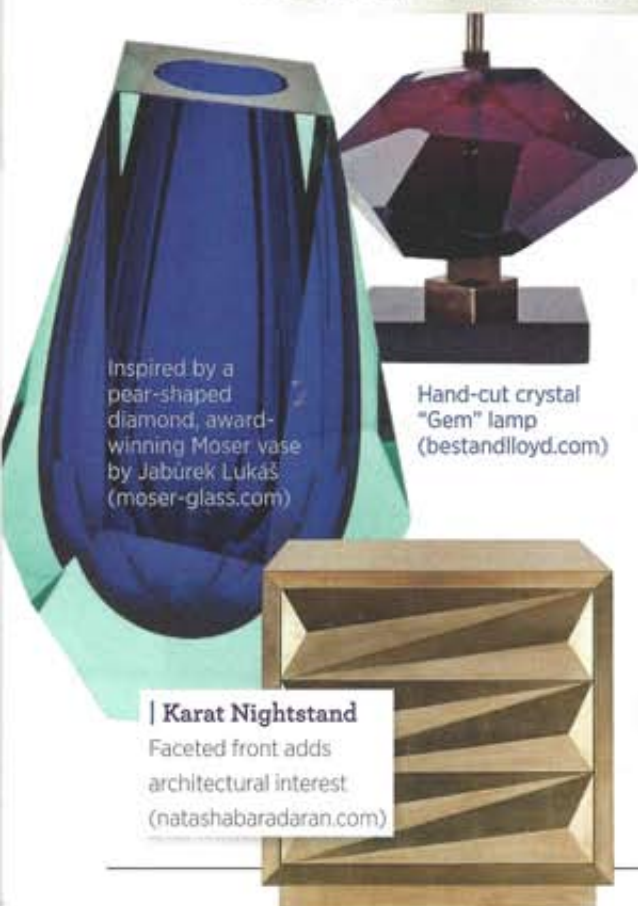 Inspired by a
pear-shaped
diamond, award-
winning Moser vase
by Jabůrek Lukáš
(moser-glass.com)
Hand-cut crystal
"Gem" lamp
(bestandlloyd.com)
| Karat Nightstand
Faceted front adds
architectural interest
(natashabaradaran.com)